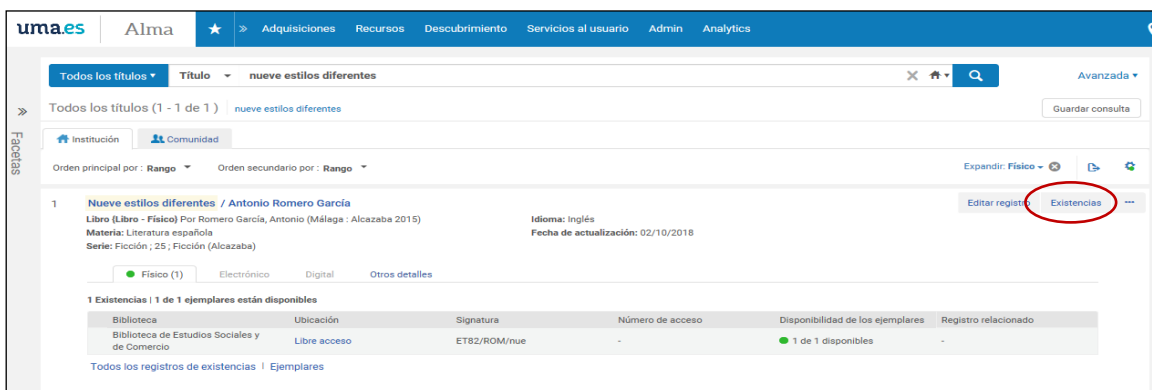 uma.es Alma » Adquisiciones Recursos Descubrimiento Servicios al usuario Admin Analytics
Todos los títulos Título nueve estilos diferentes Avanzada
» Todos los títulos (1 - 1 de 1 ) nueve estilos diferentes Guardar consulta
Facetas
Institución Comunidad
Orden principal por : Rango Orden secundario por : Rango Expandir: Físico
1 Nueve estilos diferentes / Antonio Romero García Editar registro Existencias ...
Libro {Libro - Físico} Por Romero García, Antonio (Málaga : Alcazaba 2015) Idioma: Inglés
Materia: Literatura española Fecha de actualización: 02/10/2018
Serie: Ficción ; 25 ; Ficción (Alcazaba)
Físico (1) Electrónico Digital Otros detalles
1 Existencias | 1 de 1 ejemplares están disponibles
Biblioteca Ubicación Signatura Número de acceso Disponibilidad de los ejemplares Registro relacionado
Biblioteca de Estudios Sociales y
de Comercio Libre acceso ET82/ROM/nue - 1 de 1 disponibles -
Todos los registros de existencias | Ejemplares